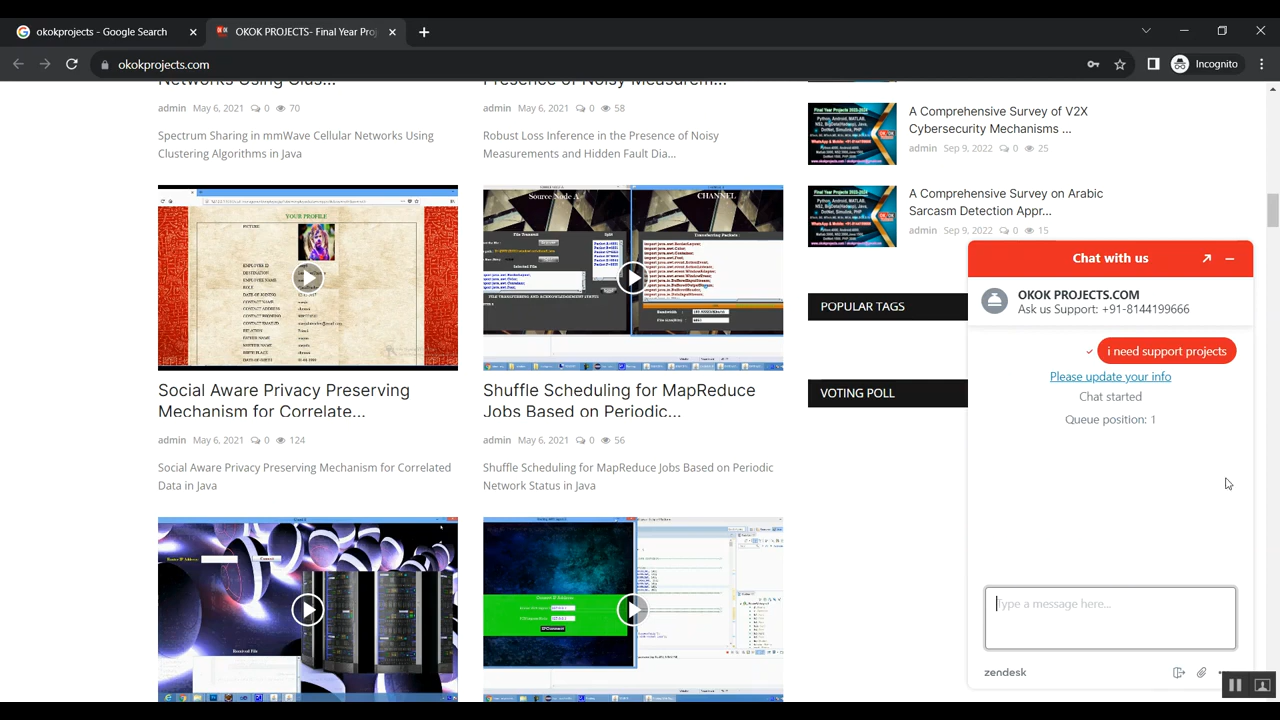 okokprojects - Google Search
OKOK PROJECTS- Final Year Pro
okokprojects.com
Incognito
Networks Using Glas...
admin May 6, 2021 0 70
Spectrum Sharing in mmWave Cellular Networks Using
Clustering Algorithms in Java
Presence of Noisy Measurem...
admin May 6, 2021 0 58
Robust Loss Inference in the Presence of Noisy
Measurements and Hidden Fault Dia...
YOUR PROFILE
Source Node A
CHANNEL
Social Aware Privacy Preserving
Mechanism for Correlate...
admin May 6, 2021 0 124
Social Aware Privacy Preserving Mechanism for Correlated
Data in Java
Shuffle Scheduling for MapReduce
Jobs Based on Periodic...
admin May 6, 2021 0 56
Shuffle Scheduling for MapReduce Jobs Based on Periodic
Network Status in Java
A Comprehensive Survey of V2X
Cybersecurity Mechanisms ...
admin Sep 9, 2022 0 25
A Comprehensive Survey on Arabic
Sarcasm Detection Appr...
admin Sep 9, 2022 0 15
POPULAR TAGS
VOTING POLL
Chat with us
OKOK PROJECTS.COM
Ask us Support +91- 8144199666
i need support projects
Please update your info
Chat started
Queue position: 1
Type a message here...
zendesk